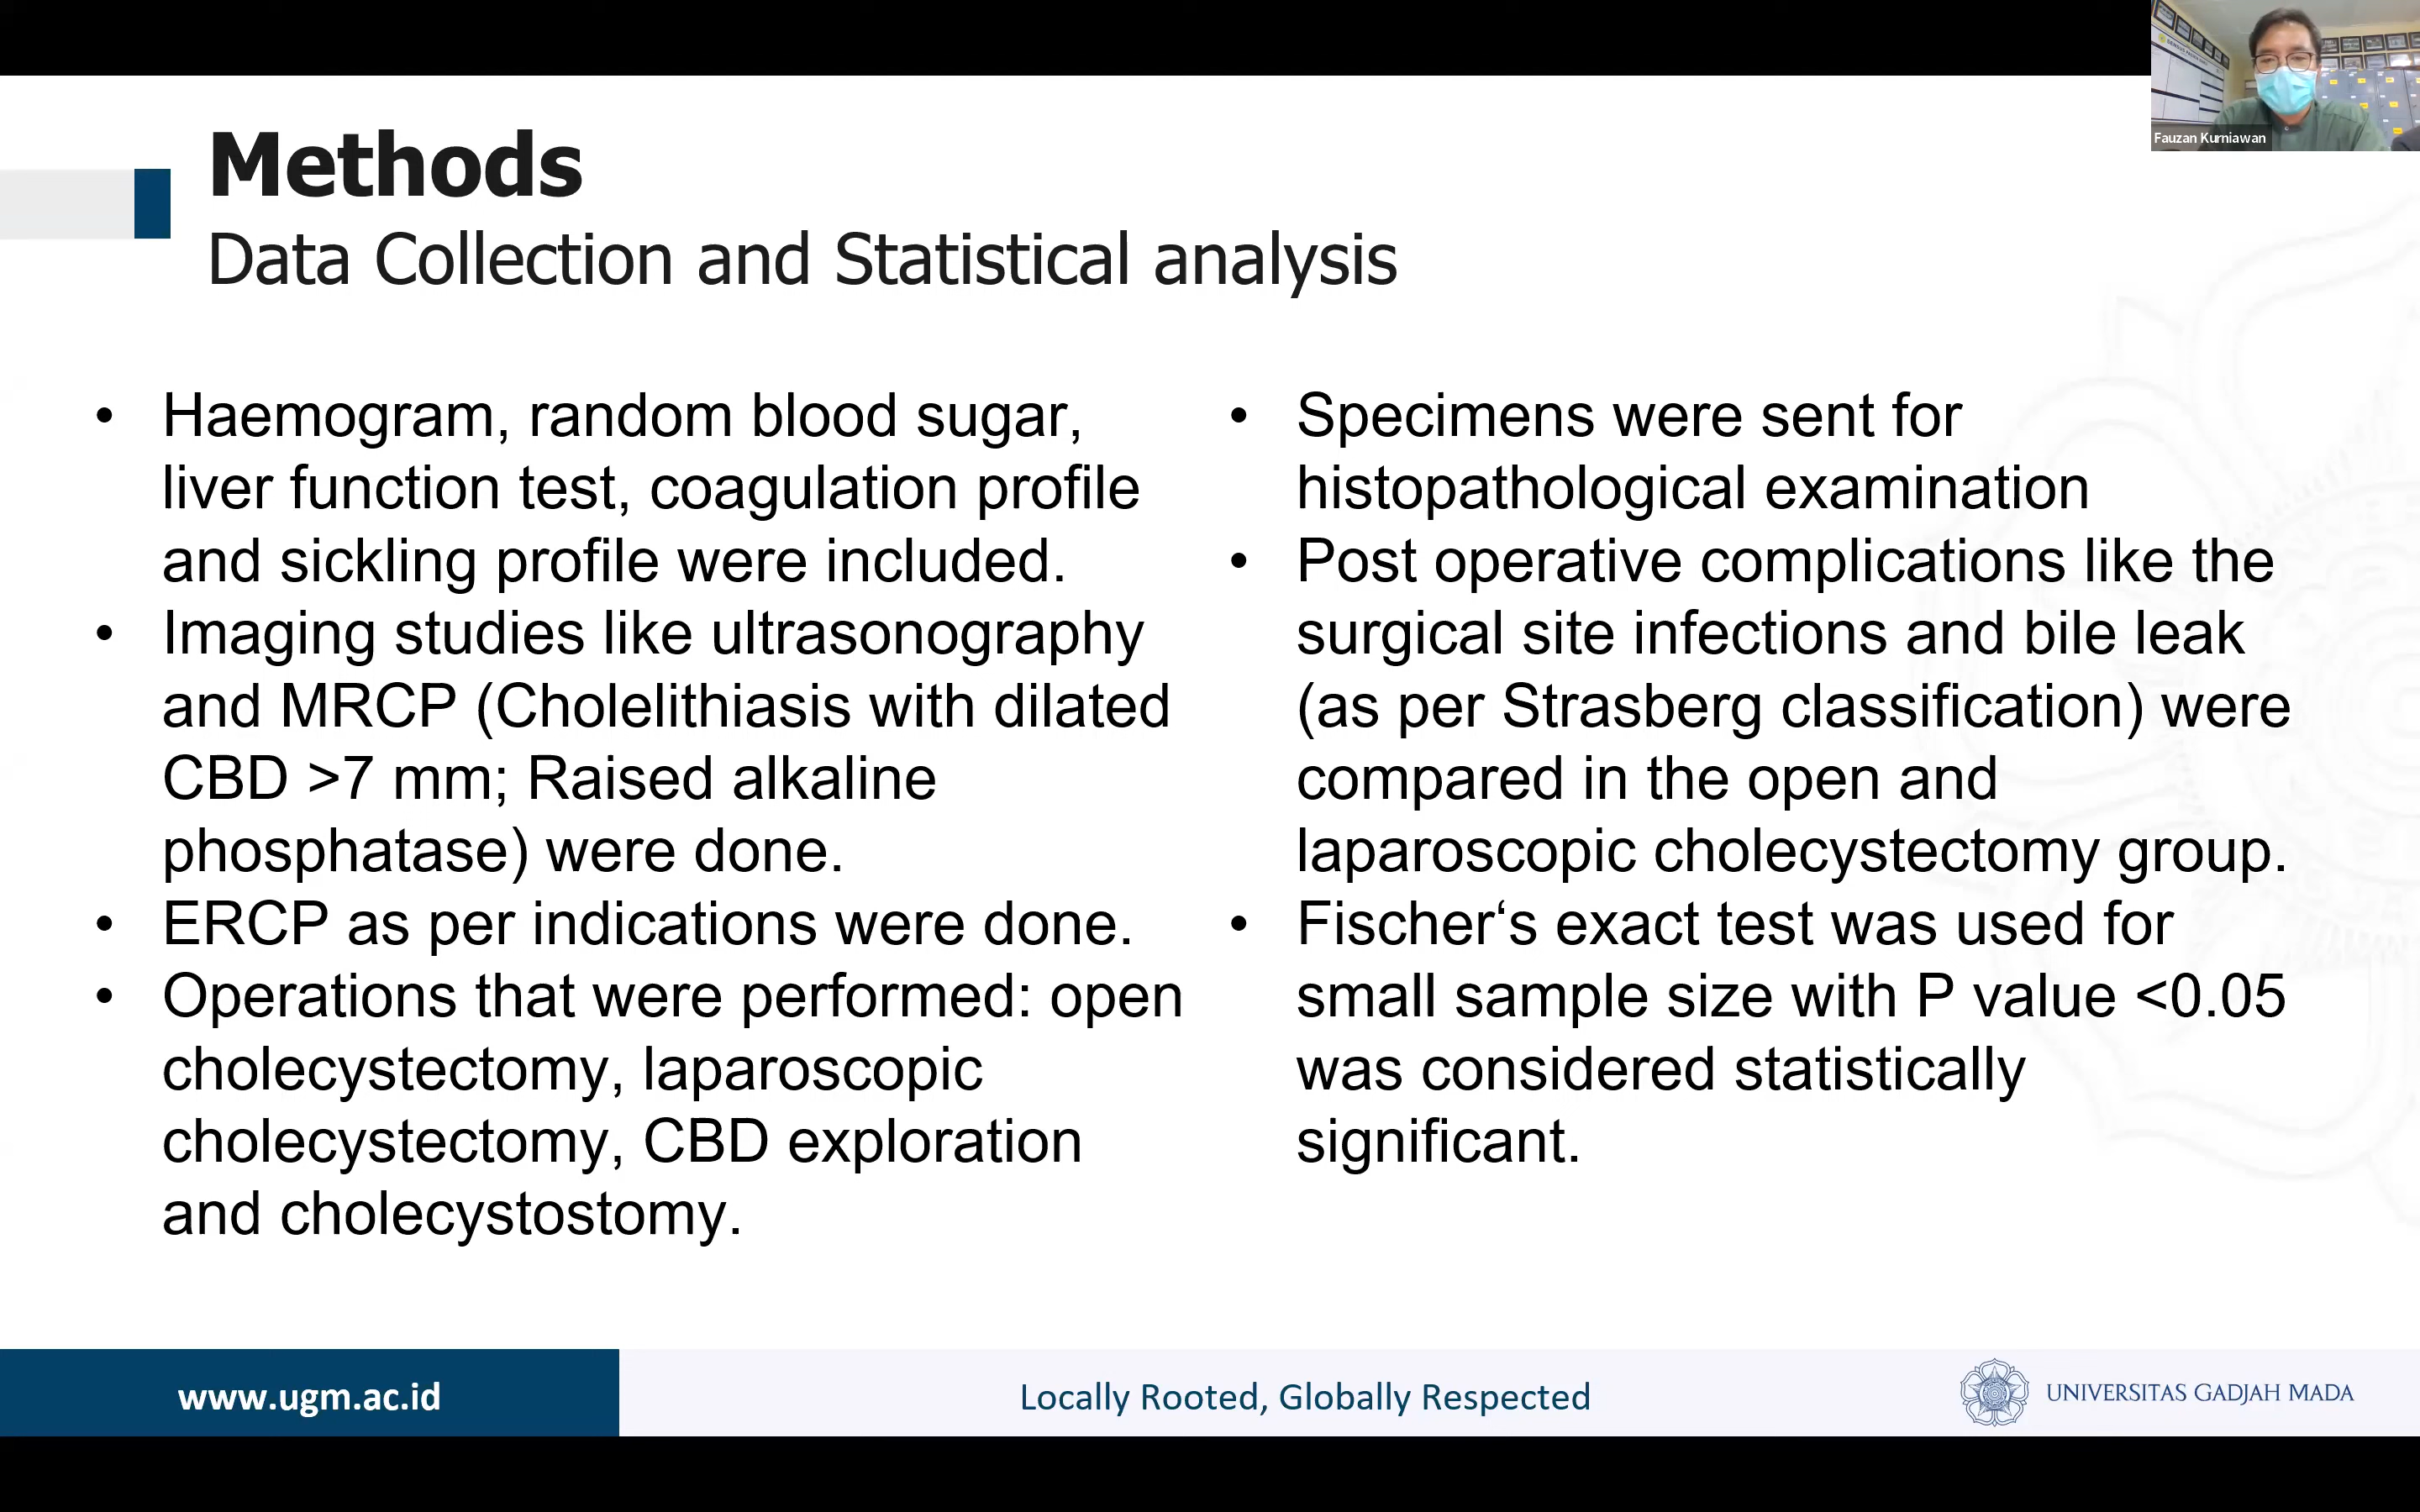 Fauzan Kurniawan
Methods
Data Collection and Statistical analysis
• Haemogram, random blood sugar,
liver function test, coagulation profile
and sickling profile were included.
• Imaging studies like ultrasonography
and MRCP (Cholelithiasis with dilated
CBD >7 mm; Raised alkaline
phosphatase) were done.
• ERCP as per indications were done.
• Operations that were performed: open
cholecystectomy, laparoscopic
cholecystectomy, CBD exploration
and cholecystostomy.
• Specimens were sent for
histopathological examination
• Post operative complications like the
surgical site infections and bile leak
(as per Strasberg classification) were
compared in the open and
laparoscopic cholecystectomy group.
• Fischer‘s exact test was used for
small sample size with P value <0.05
was considered statistically
significant.
www.ugm.ac.id
Locally Rooted, Globally Respected
UNIVERSITAS GADJAH MADA